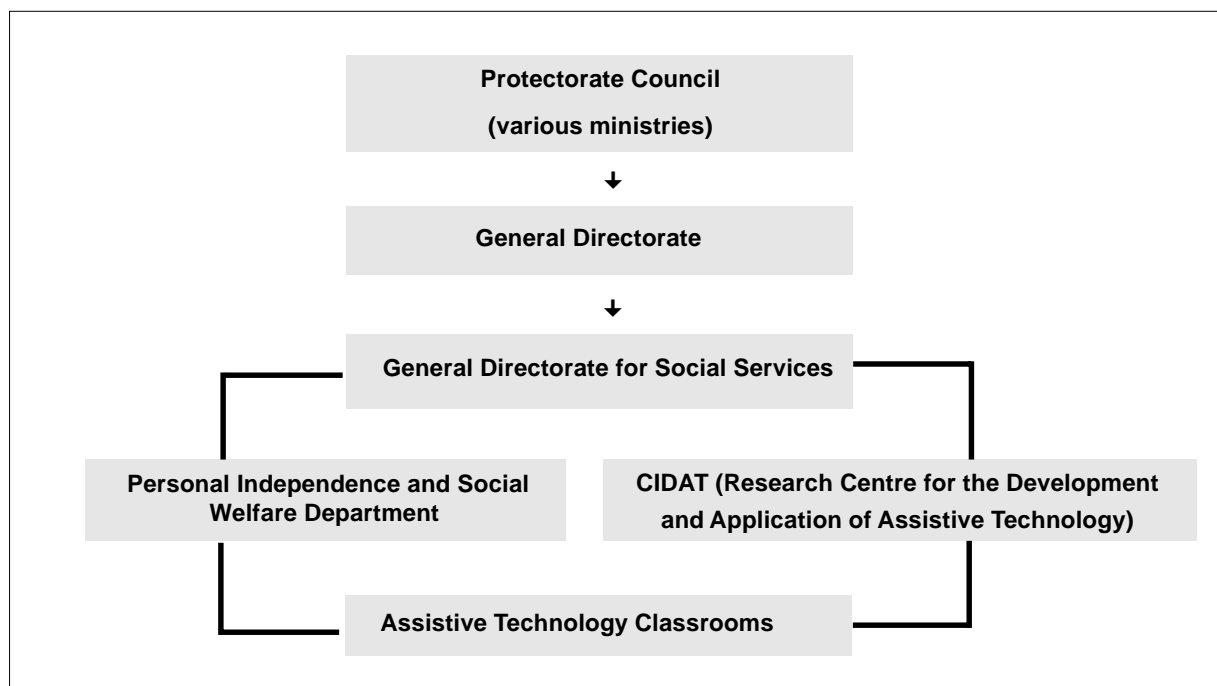 Protectorate Council
(various ministries)
General Directorate
General Directorate for Social Services
Personal Independence and Social
Welfare Department
CIDAT (Research Centre for the Development
and Application of Assistive Technology)
Assistive Technology Classrooms